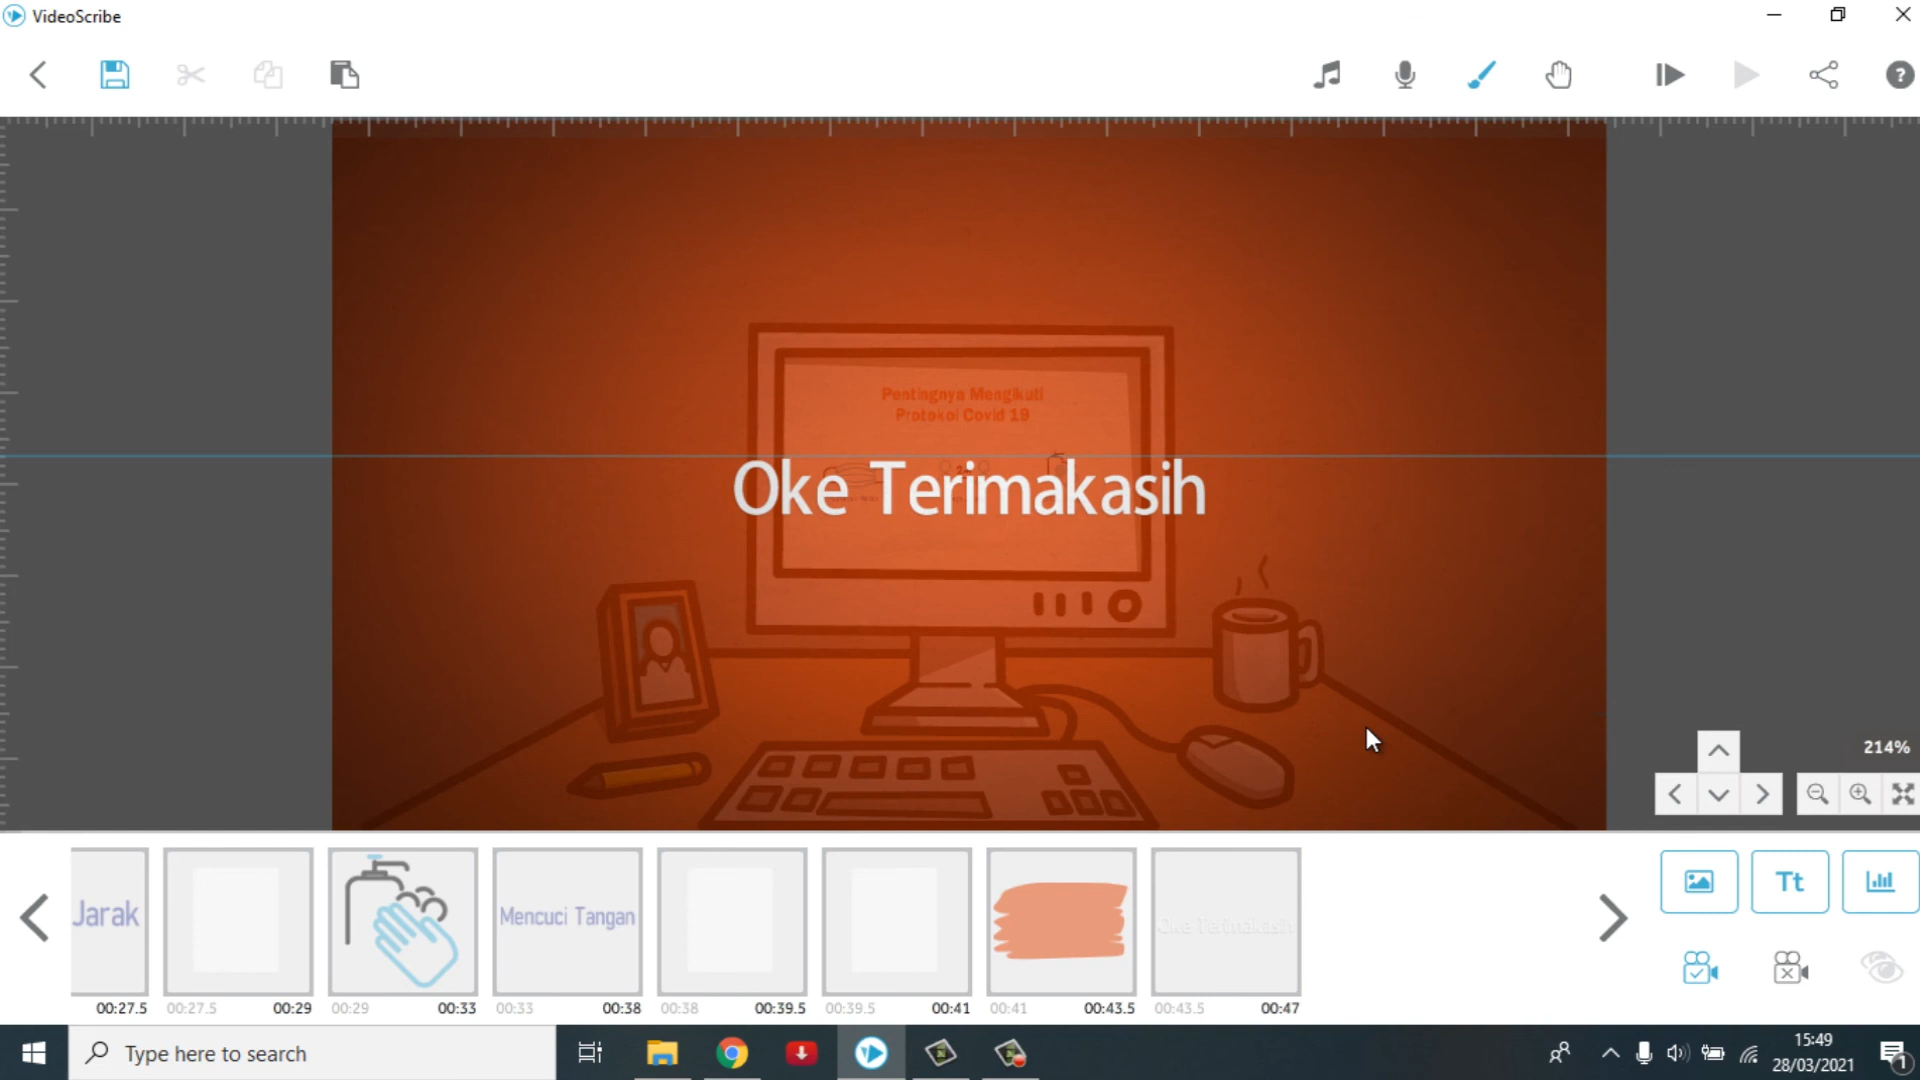 VideoScribe
Pentingnya Mengikuti
Protokol Covid 19
Oke Terimakasih
214%
Jarak
Mencuci Tangan
Oke Terimakasih
Tt
00:27.5
00:27.5 00:29
00:29 00:33
00:33 00:38
00:38 00:39.5
00:39.5 00:41
00:41 00:43.5
00:43.5 00:47
Type here to search
15:49
28/03/2021
1